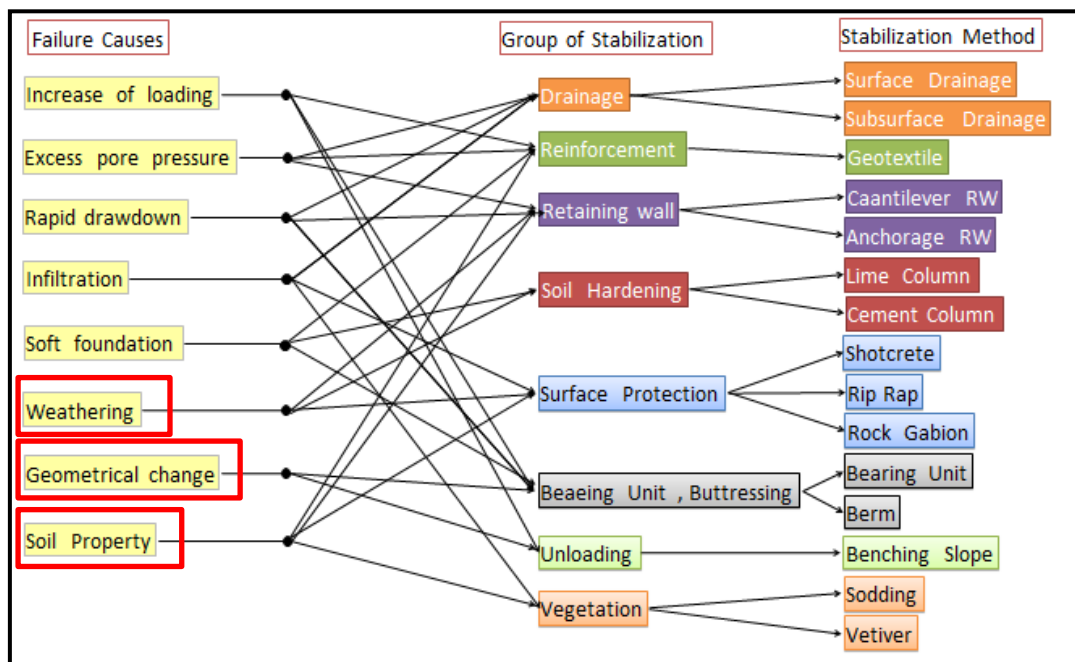 Failure Causes
Increase of loading
Excess pore pressure
Rapid drawdown
Infiltration
Soft foundation
Weathering
Geometrical change
Soil Property
Group of Stabilization
Drainage
Reinforcement
Retaining wall
Soil Hardening
Surface Protection
Beaeing Unit , Buttressing
Unloading
Vegetation
Stabilization Method
Surface Drainage
Subsurface Drainage
Geotextile
Caantilever RW
Anchorage RW
Lime Column
Cement Column
Shotcrete
Rip Rap
Rock Gabion
Bearing Unit
Berm
Benching Slope
Sodding
Vetiver